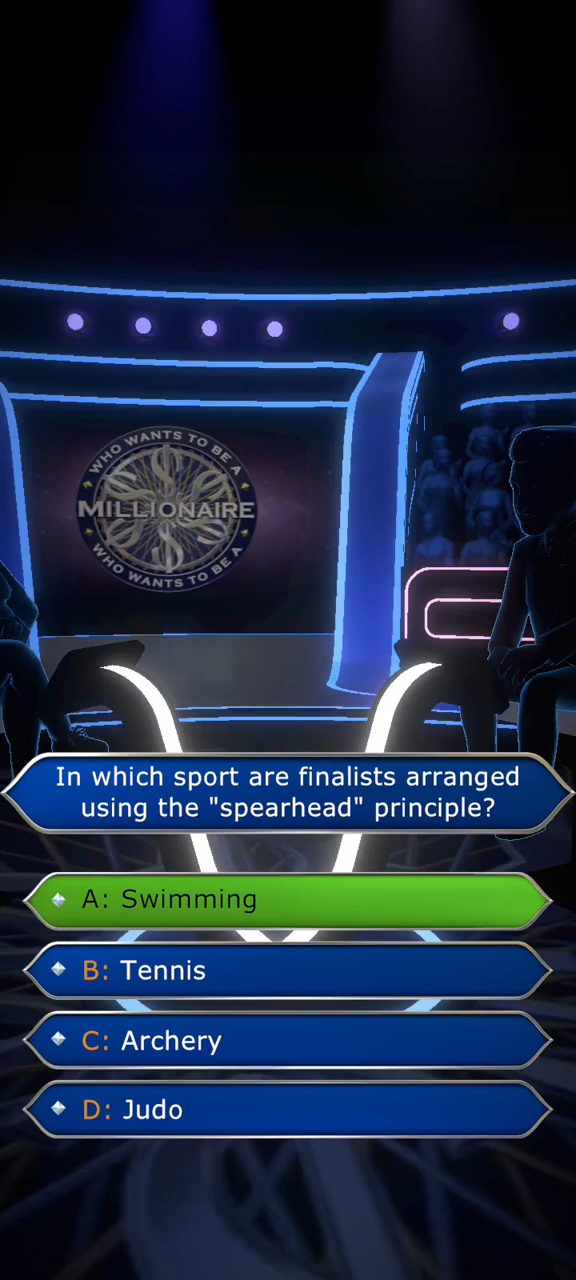 WHO WANTS TO BE A
MILLIONAIRE
WHO WANTS TO BE A
In which sport are finalists arranged
using the "spearhead" principle?
A: Swimming
B: Tennis
C: Archery
D: Judo